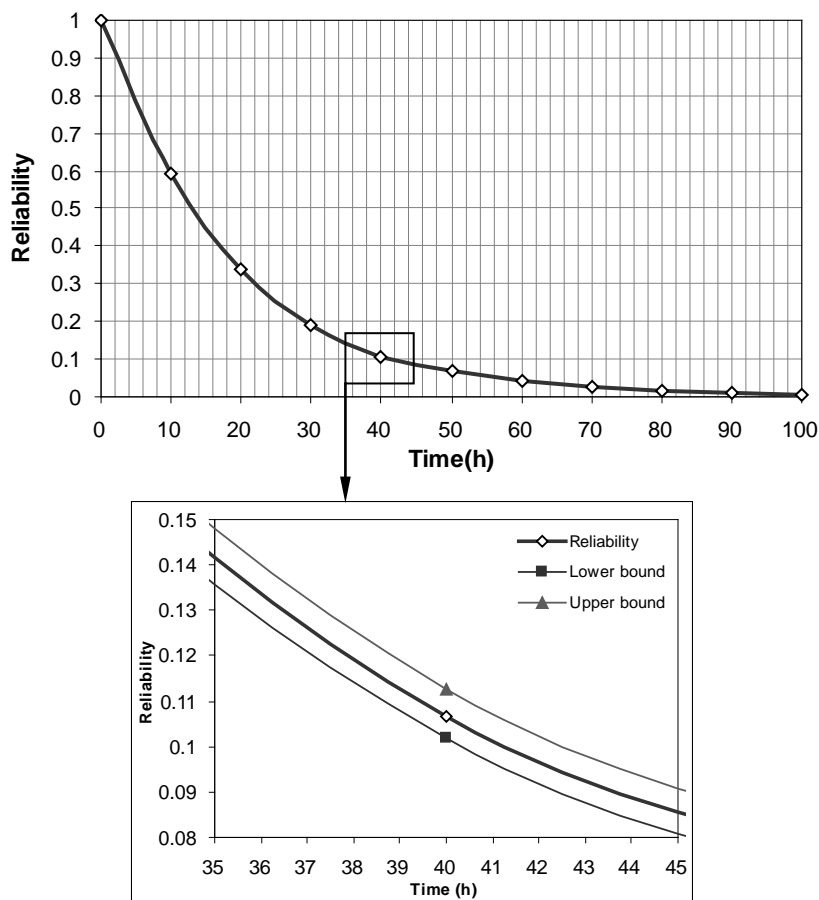 1
0.9
0.8
0.7
0.6
0.5
0.4
0.3
0.2
0.1
0
Reliability
0 10 20 30 40 50 60 70 80 90 100
Time(h)
0.15
0.14
0.13
0.12
0.11
0.1
0.09
0.08
Reliability
Reliability
Lower bound
Upper bound
35 36 37 38 39 40 41 42 43 44 45
Time (h)